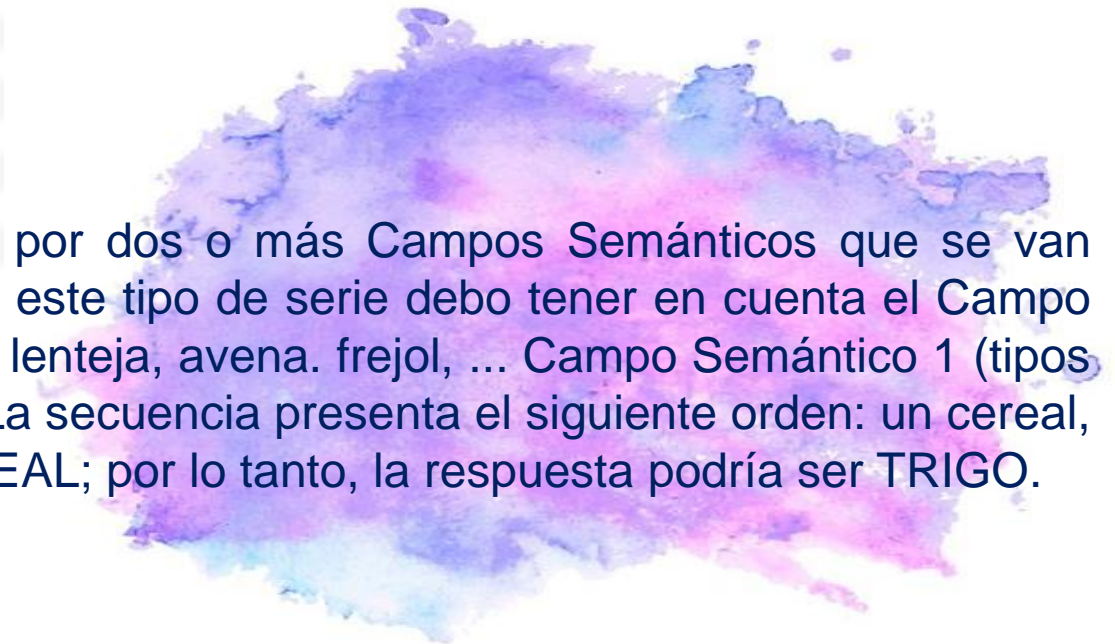 por dos o más Campos Semánticos que se van
este tipo de serie debo tener en cuenta el Campo
lenteja, avena. frejol, ... Campo Semántico 1 (tipos
La secuencia presenta el siguiente orden: un cereal,
EAL; por lo tanto, la respuesta podría ser TRIGO.